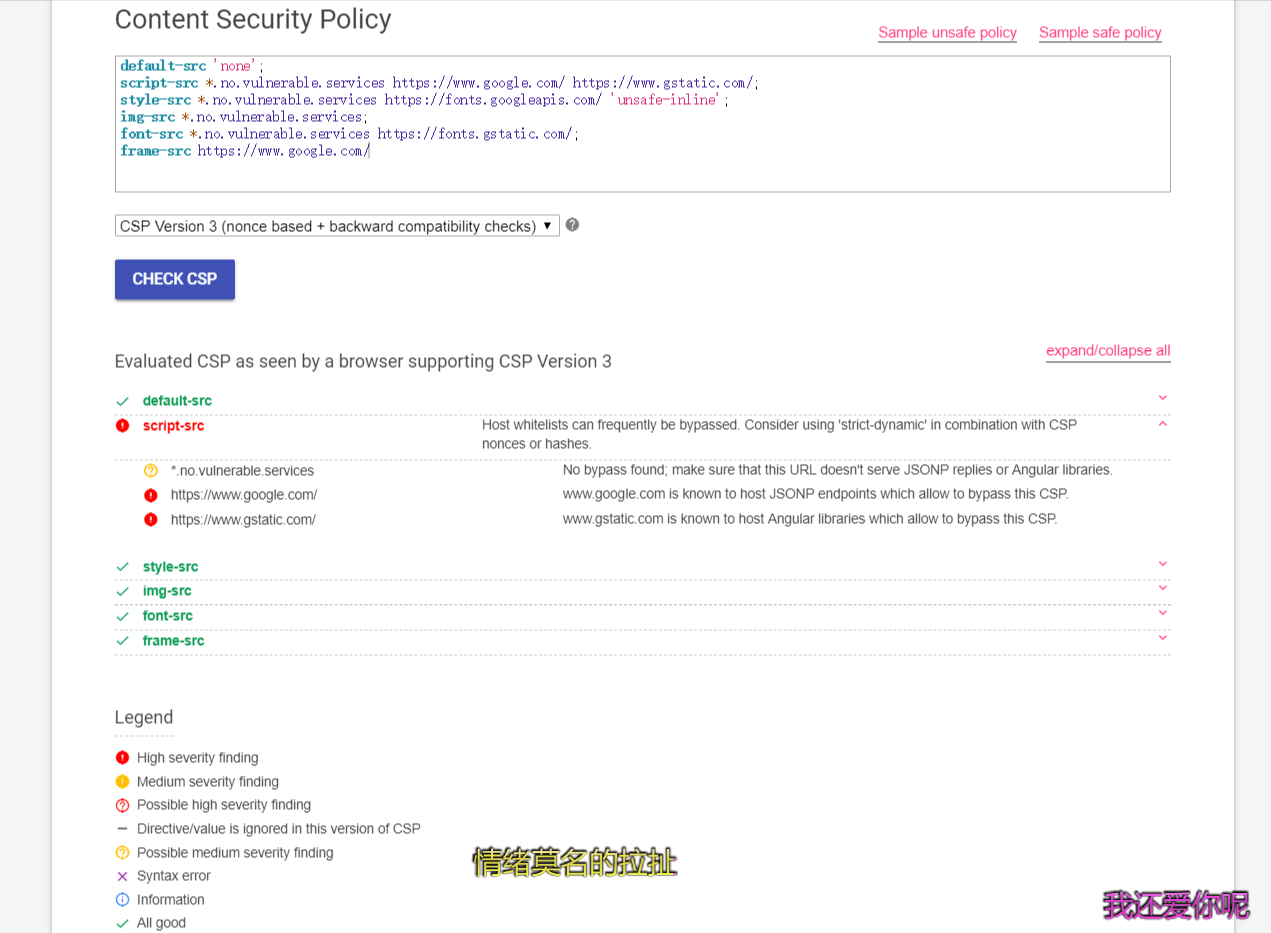 Content Security Policy
Sample unsafe policy Sample safe policy
default-src 'none';
script-src *.no.vulnerable.services https://www.google.com/ https://www.gstatic.com/;
style-src *.no.vulnerable.services https://fonts.googleapis.com/ 'unsafe-inline';
img-src *.no.vulnerable.services;
font-src *.no.vulnerable.services https://fonts.gstatic.com/;
frame-src https://www.google.com/
CSP Version 3 (nonce based + backward compatibility checks)
CHECK CSP
Evaluated CSP as seen by a browser supporting CSP Version 3
expand/collapse all
default-src
script-src Host whitelists can frequently be bypassed. Consider using 'strict-dynamic' in combination with CSP
nonces or hashes.
*.no.vulnerable.services No bypass found; make sure that this URL doesn't serve JSONP replies or Angular libraries.
https://www.google.com/ www.google.com is known to host JSONP endpoints which allow to bypass this CSP.
https://www.gstatic.com/ www.gstatic.com is known to host Angular libraries which allow to bypass this CSP.
style-src
img-src
font-src
frame-src
Legend
High severity finding
Medium severity finding
Possible high severity finding
Directive/value is ignored in this version of CSP
Possible medium severity finding
Syntax error
Information
All good
情绪莫名的拉扯
我还爱你呢